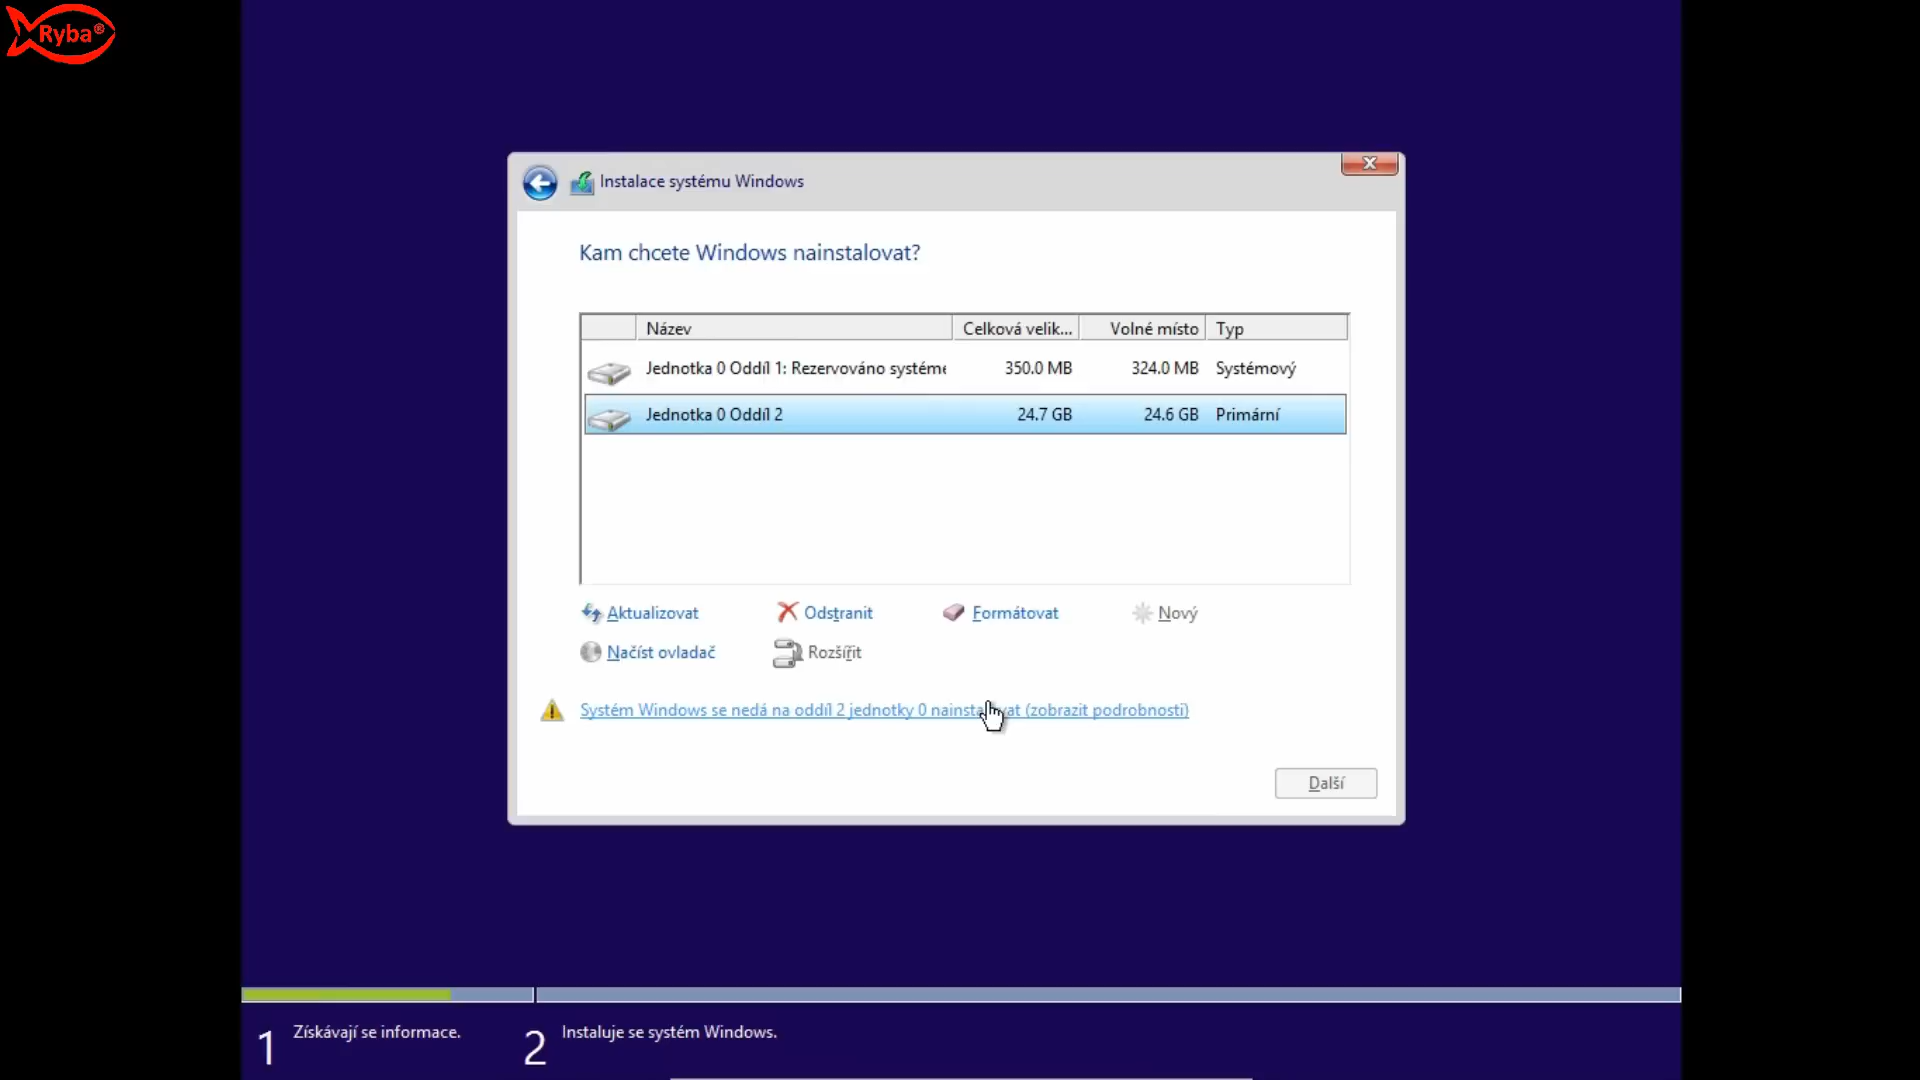 Ryba®
Instalace systému Windows
Kam chcete Windows nainstalovat?
Název Celková velik... Volné místo Typ
Jednotka 0 Oddíl 1: Rezervováno systéme 350.0 MB 324.0 MB Systémový
Jednotka 0 Oddíl 2 24.7 GB 24.6 GB Primární
Aktualizovat Odstranit Formátovat Nový
Načíst ovladač Rozšířit
Systém Windows se nedá na oddíl 2 jednotky 0 nainstalovat (zobrazit podrobnosti)
Další
1 Získávají se informace. 2 Instaluje se systém Windows.